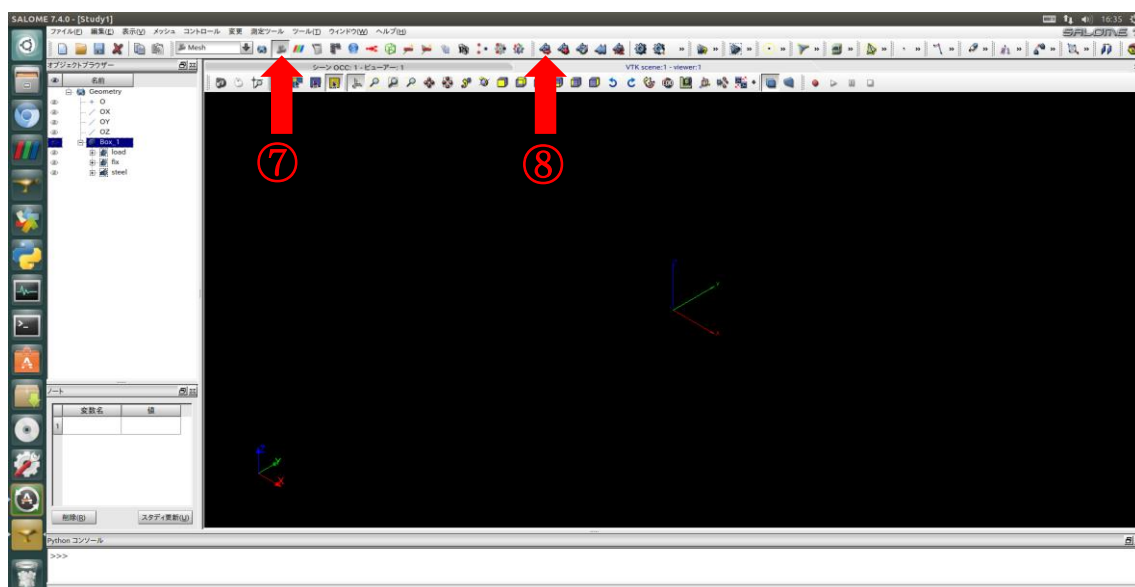 SALOME 7.4.0 - [Study1]
16:35
ファイル(F) 編集(E) 表示(V) メッシュ コントロール 変更 測定ツール ツール(T) ウィンドウ(W) ヘルプ(H)
SALOME 7
Mesh
オブジェクトブラウザー
シーン OCC: 1 - ビューアー: 1
VTK scene:1 - viewer:1
名前
Geometry
O
OX
OY
OZ
Box_1
load
fix
steel
⑦
⑧
ノート
変数名 値
1
削除(R) スタディ更新(U)
Python コンソール
>>>